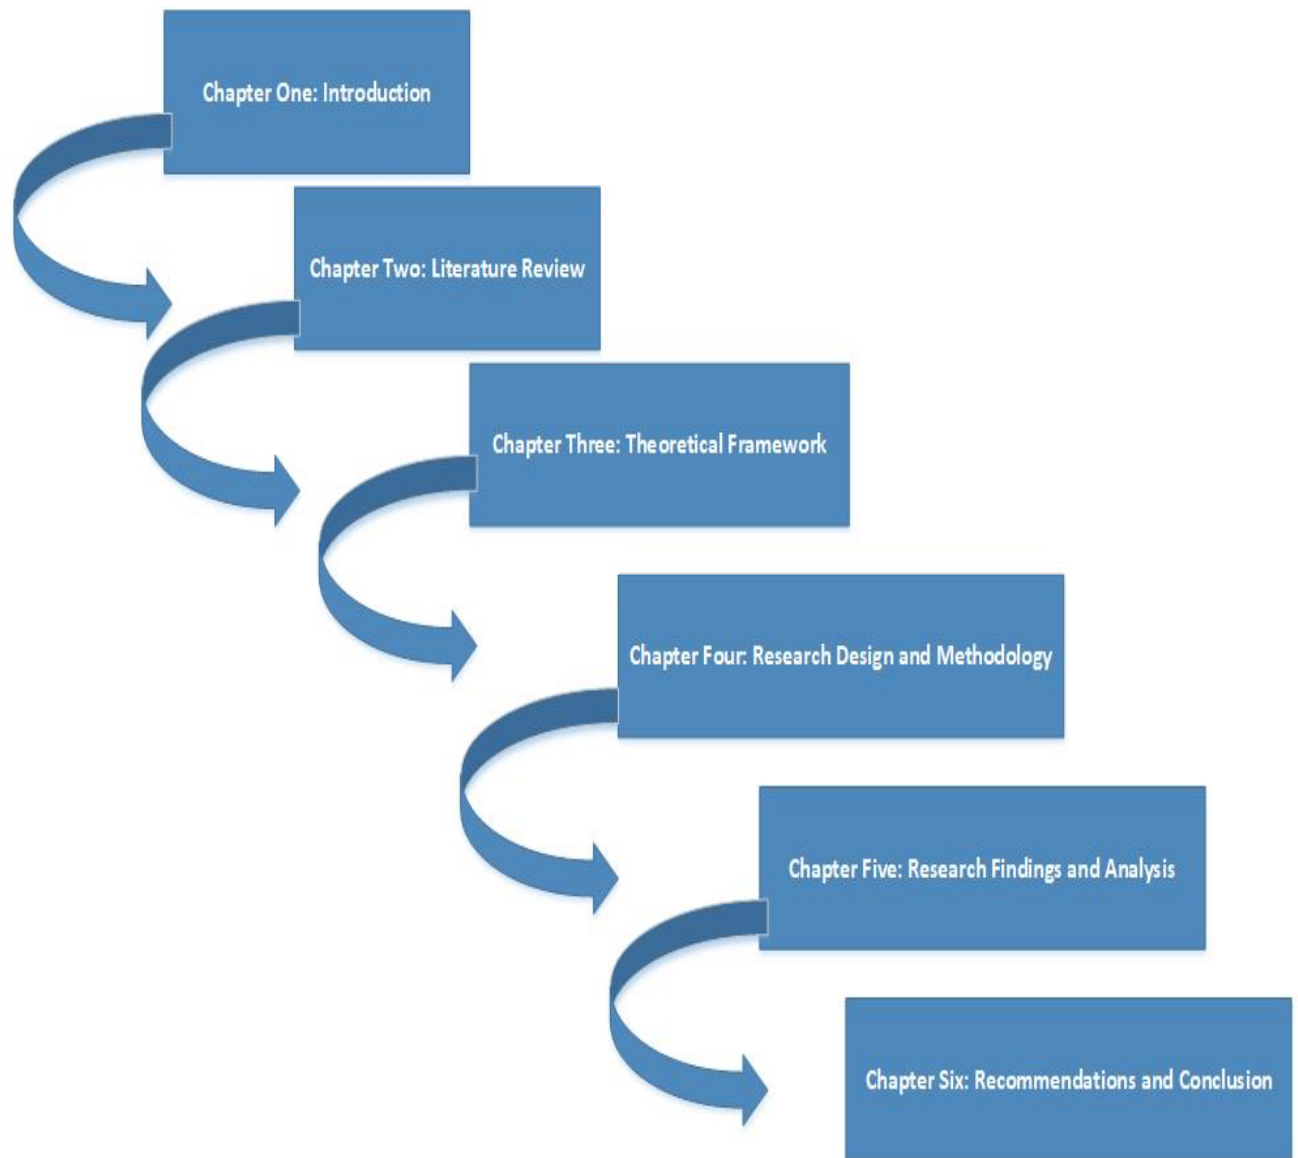 Chapter One: Introduction
Chapter Two: Literature Review
Chapter Three: Theoretical Framework
Chapter Four: Research Design and Methodology
Chapter Five: Research Findings and Analysis
Chapter Six: Recommendations and Conclusion